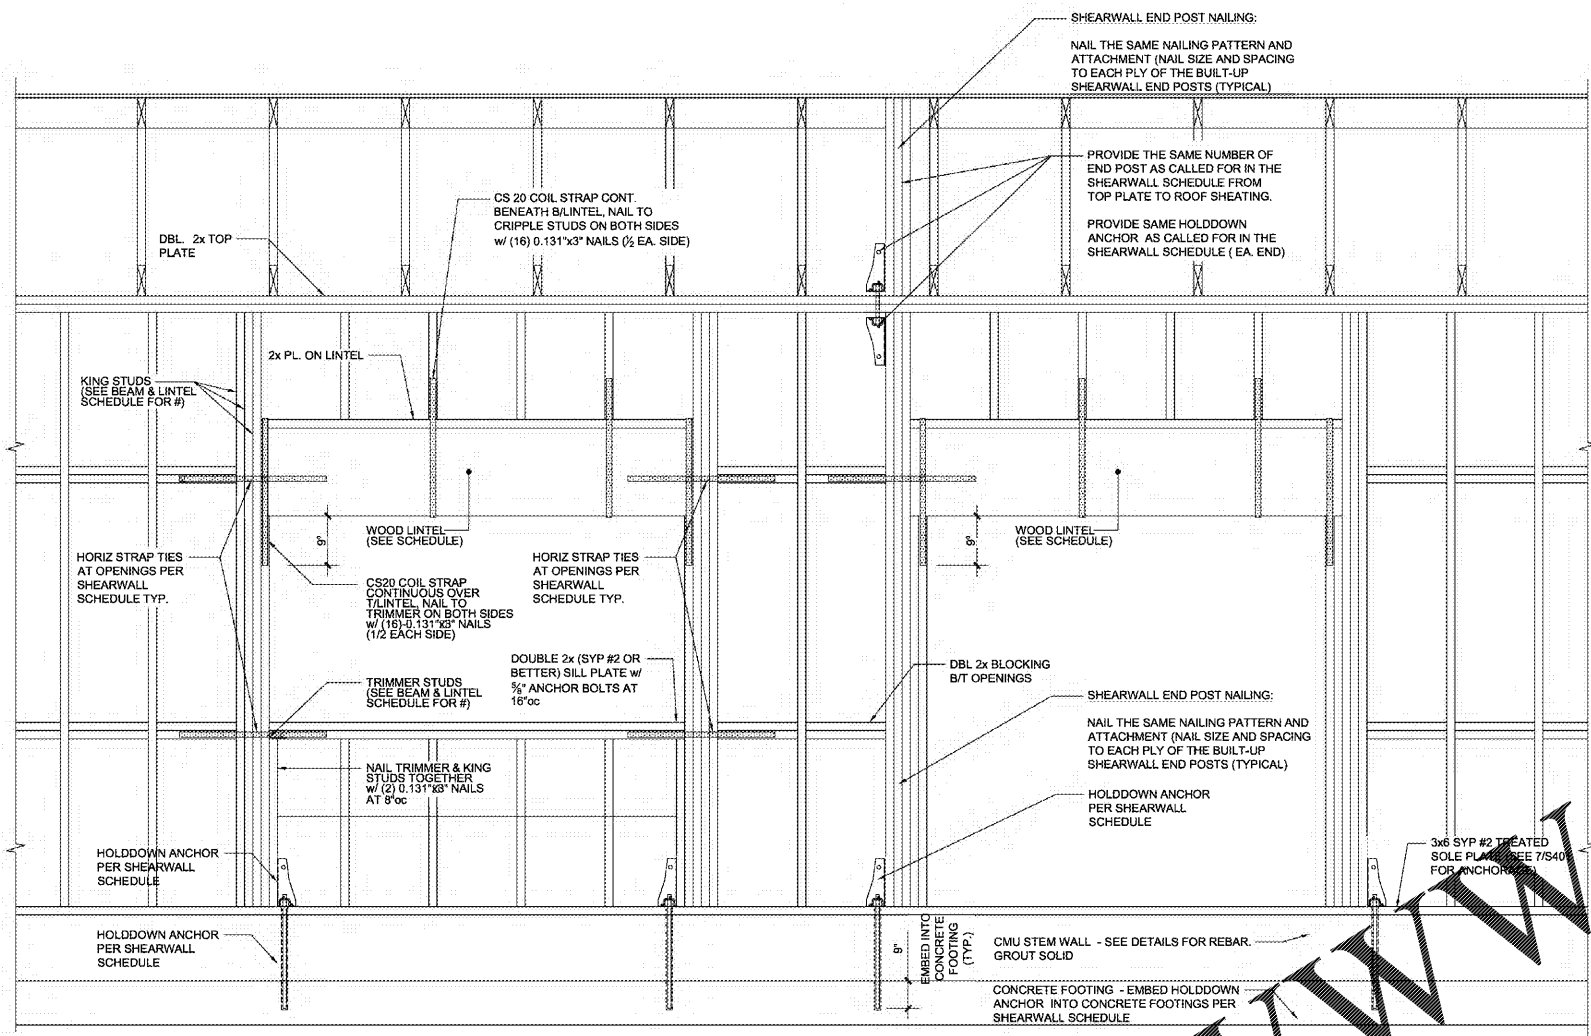 SHEARWALL END POST NAILING:
NAIL THE SAME NAILING PATTERN AND
ATTACHMENT (NAIL SIZE AND SPACING
TO EACH PLY OF THE BUILT-UP
SHEARWALL END POSTS (TYPICAL)
PROVIDE THE SAME NUMBER OF
END POST AS CALLED FOR IN THE
SHEARWALL SCHEDULE FROM
TOP PLATE TO ROOF SHEATING.
PROVIDE SAME HOLDDOWN
ANCHOR AS CALLED FOR IN THE
SHEARWALL SCHEDULE ( EA. END)
CS 20 COIL STRAP CONT.
BENEATH B/LINTEL, NAIL TO
CRIPPLE STUDS ON BOTH SIDES
w/ (16) 0.131"x3" NAILS (½ EA. SIDE)
DBL. 2x TOP
PLATE
2x PL. ON LINTEL
KING STUDS
(SEE BEAM & LINTEL
SCHEDULE FOR #)
WOOD LINTEL
(SEE SCHEDULE)
9"
WOOD LINTEL
(SEE SCHEDULE)
9"
HORIZ STRAP TIES
AT OPENINGS PER
SHEARWALL
SCHEDULE TYP.
HORIZ STRAP TIES
AT OPENINGS PER
SHEARWALL
SCHEDULE TYP.
CS20 COIL STRAP
CONTINUOUS OVER
T/LINTEL, NAIL TO
TRIMMER ON BOTH SIDES
w/ (16)-0.131"x3" NAILS
(1/2 EACH SIDE)
DOUBLE 2x (SYP #2 OR
BETTER) SILL PLATE w/
⅝" ANCHOR BOLTS AT
16"oc
TRIMMER STUDS
(SEE BEAM & LINTEL
SCHEDULE FOR #)
DBL 2x BLOCKING
B/T OPENINGS
SHEARWALL END POST NAILING:
NAIL THE SAME NAILING PATTERN AND
ATTACHMENT (NAIL SIZE AND SPACING
TO EACH PLY OF THE BUILT-UP
SHEARWALL END POSTS (TYPICAL)
NAIL TRIMMER & KING
STUDS TOGETHER
w/ (2) 0.131"x3" NAILS
AT 8"oc
HOLDDOWN ANCHOR
PER SHEARWALL
SCHEDULE
HOLDDOWN ANCHOR
PER SHEARWALL
SCHEDULE
3x6 SYP #2 TREATED
SOLE PLATE (SEE 7/S401
FOR ANCHORAGE)
HOLDDOWN ANCHOR
PER SHEARWALL
SCHEDULE
9"
EMBED INTO
CONCRETE
FOOTING
(TYP.)
CMU STEM WALL - SEE DETAILS FOR REBAR.
GROUT SOLID
CONCRETE FOOTING - EMBED HOLDDOWN
ANCHOR INTO CONCRETE FOOTINGS PER
SHEARWALL SCHEDULE
WWW